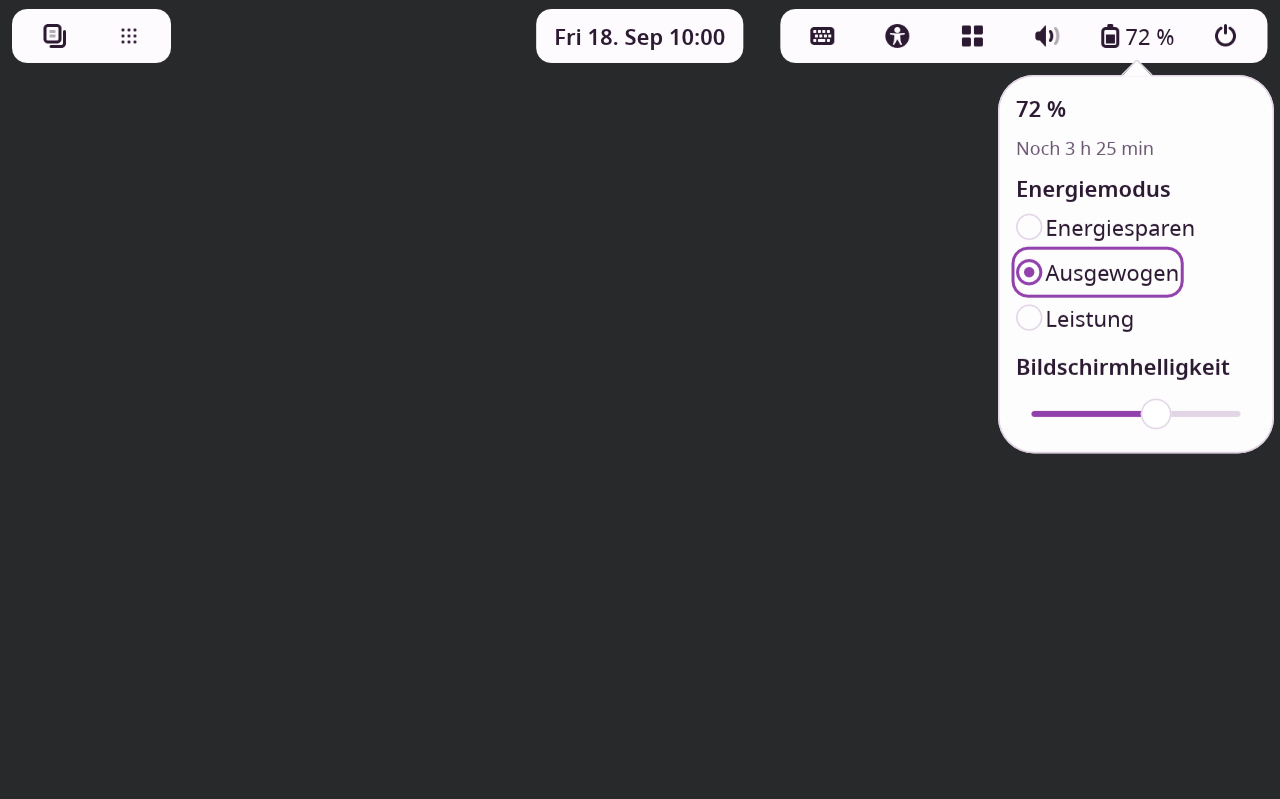 Fri 18. Sep 10:00
72 %
72 %
Noch 3 h 25 min
Energiemodus
Energiesparen
Ausgewogen
Leistung
Bildschirmhelligkeit